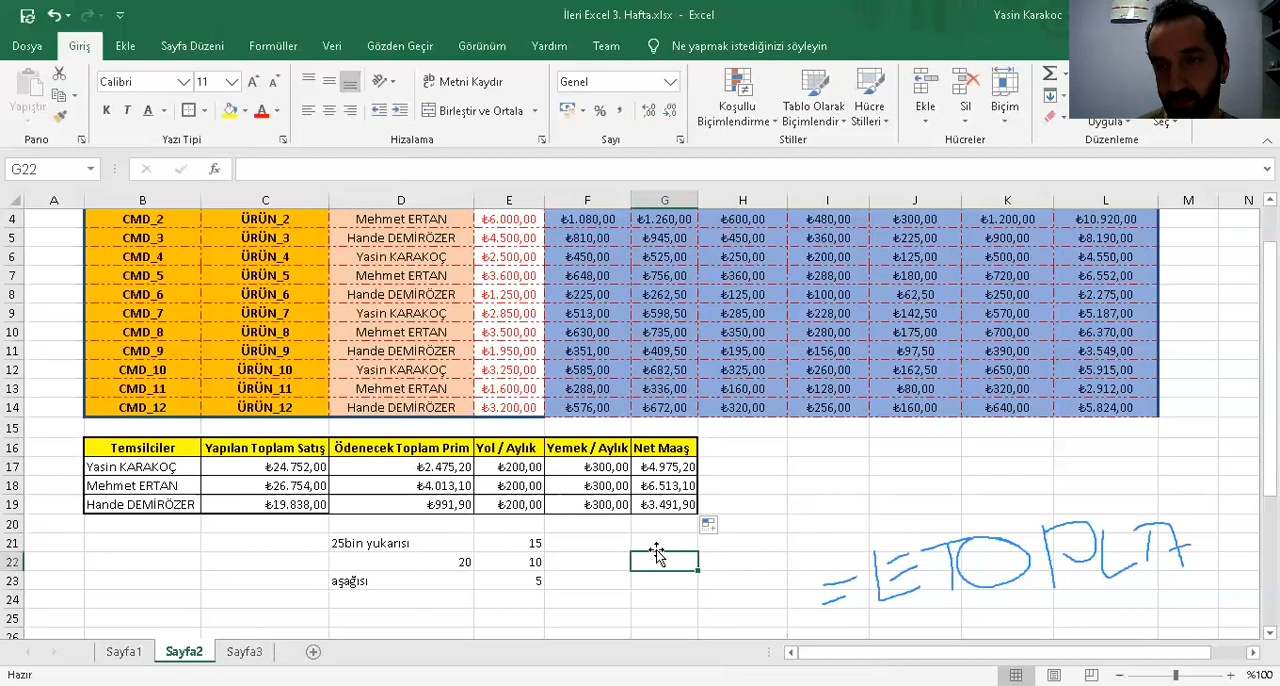 İleri Excel 3. Hafta.xlsx - Excel
Yasin Karakoc
Dosya Giriş Ekle Sayfa Düzeni Formüller Veri Gözden Geçir Görünüm Yardım Team Ne yapmak istediğinizi söyleyin
Yapıştır
Calibri 11
K T A
Metni Kaydır
Birleştir ve Ortala
Genel
Koşullu Biçimlendirme
Tablo Olarak Biçimlendir
Hücre Stilleri
Ekle Sil Biçim
Uygula
Seç
Pano Yazı Tipi Hizalama Sayı Stiller Hücreler Düzenleme
G22 fx
A B C D E F G H I J K L M N
4 CMD_2 ÜRÜN_2 Mehmet ERTAN ₺6.000,00 ₺1.080,00 ₺1.260,00 ₺600,00 ₺480,00 ₺300,00 ₺1.200,00 ₺10.920,00
5 CMD_3 ÜRÜN_3 Hande DEMİRÖZER ₺4.500,00 ₺810,00 ₺945,00 ₺450,00 ₺360,00 ₺225,00 ₺900,00 ₺8.190,00
6 CMD_4 ÜRÜN_4 Yasin KARAKOÇ ₺2.500,00 ₺450,00 ₺525,00 ₺250,00 ₺200,00 ₺125,00 ₺500,00 ₺4.550,00
7 CMD_5 ÜRÜN_5 Mehmet ERTAN ₺3.600,00 ₺648,00 ₺756,00 ₺360,00 ₺288,00 ₺180,00 ₺720,00 ₺6.552,00
8 CMD_6 ÜRÜN_6 Hande DEMİRÖZER ₺1.250,00 ₺225,00 ₺262,50 ₺125,00 ₺100,00 ₺62,50 ₺250,00 ₺2.275,00
9 CMD_7 ÜRÜN_7 Yasin KARAKOÇ ₺2.850,00 ₺513,00 ₺598,50 ₺285,00 ₺228,00 ₺142,50 ₺570,00 ₺5.187,00
10 CMD_8 ÜRÜN_8 Mehmet ERTAN ₺3.500,00 ₺630,00 ₺735,00 ₺350,00 ₺280,00 ₺175,00 ₺700,00 ₺6.370,00
11 CMD_9 ÜRÜN_9 Hande DEMİRÖZER ₺1.950,00 ₺351,00 ₺409,50 ₺195,00 ₺156,00 ₺97,50 ₺390,00 ₺3.549,00
12 CMD_10 ÜRÜN_10 Yasin KARAKOÇ ₺3.250,00 ₺585,00 ₺682,50 ₺325,00 ₺260,00 ₺162,50 ₺650,00 ₺5.915,00
13 CMD_11 ÜRÜN_11 Mehmet ERTAN ₺1.600,00 ₺288,00 ₺336,00 ₺160,00 ₺128,00 ₺80,00 ₺320,00 ₺2.912,00
14 CMD_12 ÜRÜN_12 Hande DEMİRÖZER ₺3.200,00 ₺576,00 ₺672,00 ₺320,00 ₺256,00 ₺160,00 ₺640,00 ₺5.824,00
15
16 Temsilciler Yapılan Toplam Satış Ödenecek Toplam Prim Yol / Aylık Yemek / Aylık Net Maaş
17 Yasin KARAKOÇ ₺24.752,00 ₺2.475,20 ₺200,00 ₺300,00 ₺4.975,20
18 Mehmet ERTAN ₺26.754,00 ₺4.013,10 ₺200,00 ₺300,00 ₺6.513,10
19 Hande DEMİRÖZER ₺19.838,00 ₺991,90 ₺200,00 ₺300,00 ₺3.491,90
20
21 25bin yukarısı 15
22 20 10
=ETOPLA
23 aşağısı 5
24
25
26
Sayfa1 Sayfa2 Sayfa3
Hazır %100